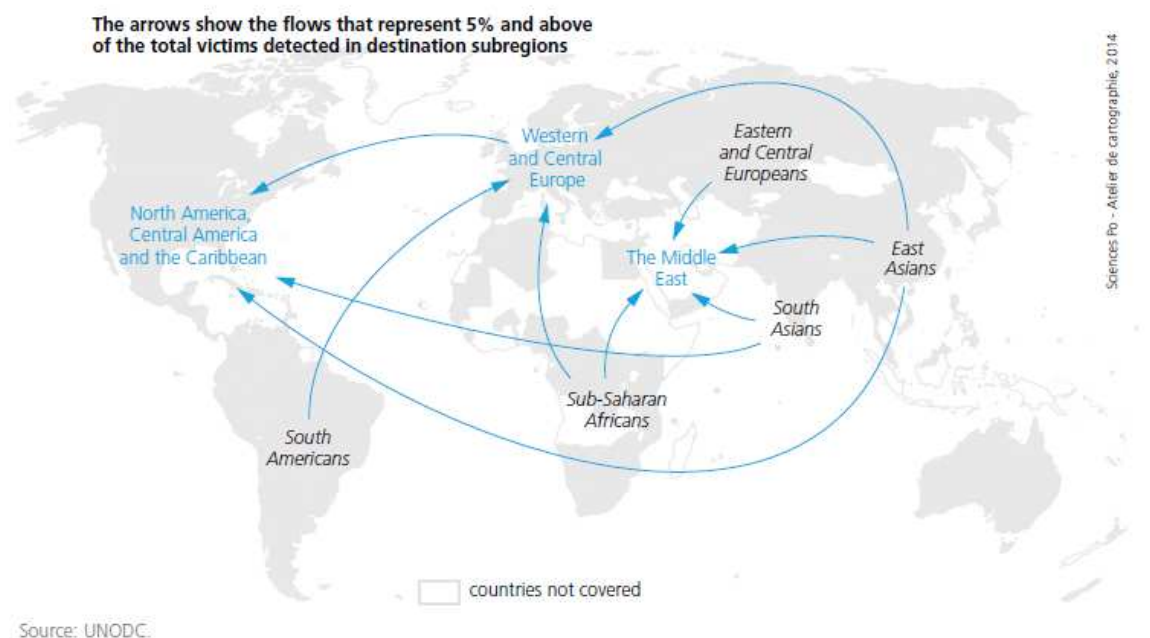 The arrows show the flows that represent 5% and above
of the total victims detected in destination subregions
Sciences Po - Atelier de cartographie, 2014
Western
and Central
Europe
Eastern
and Central
Europeans
North America,
Central America
and the Caribbean
The Middle
East
East
Asians
South
Asians
Sub-Saharan
Africans
South
Americans
countries not covered
Source: UNODC.